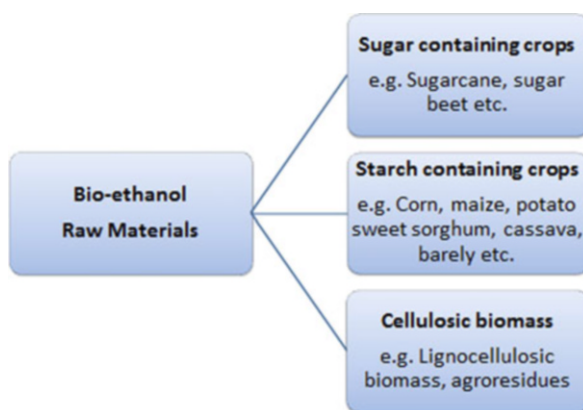 Bio-ethanol
Raw Materials
Sugar containing crops
e.g. Sugarcane, sugar
beet etc.
Starch containing crops
e.g. Corn, maize, potato
sweet sorghum, cassava,
barely etc.
Cellulosic biomass
e.g. Lignocellulosic
biomass, agroresidues